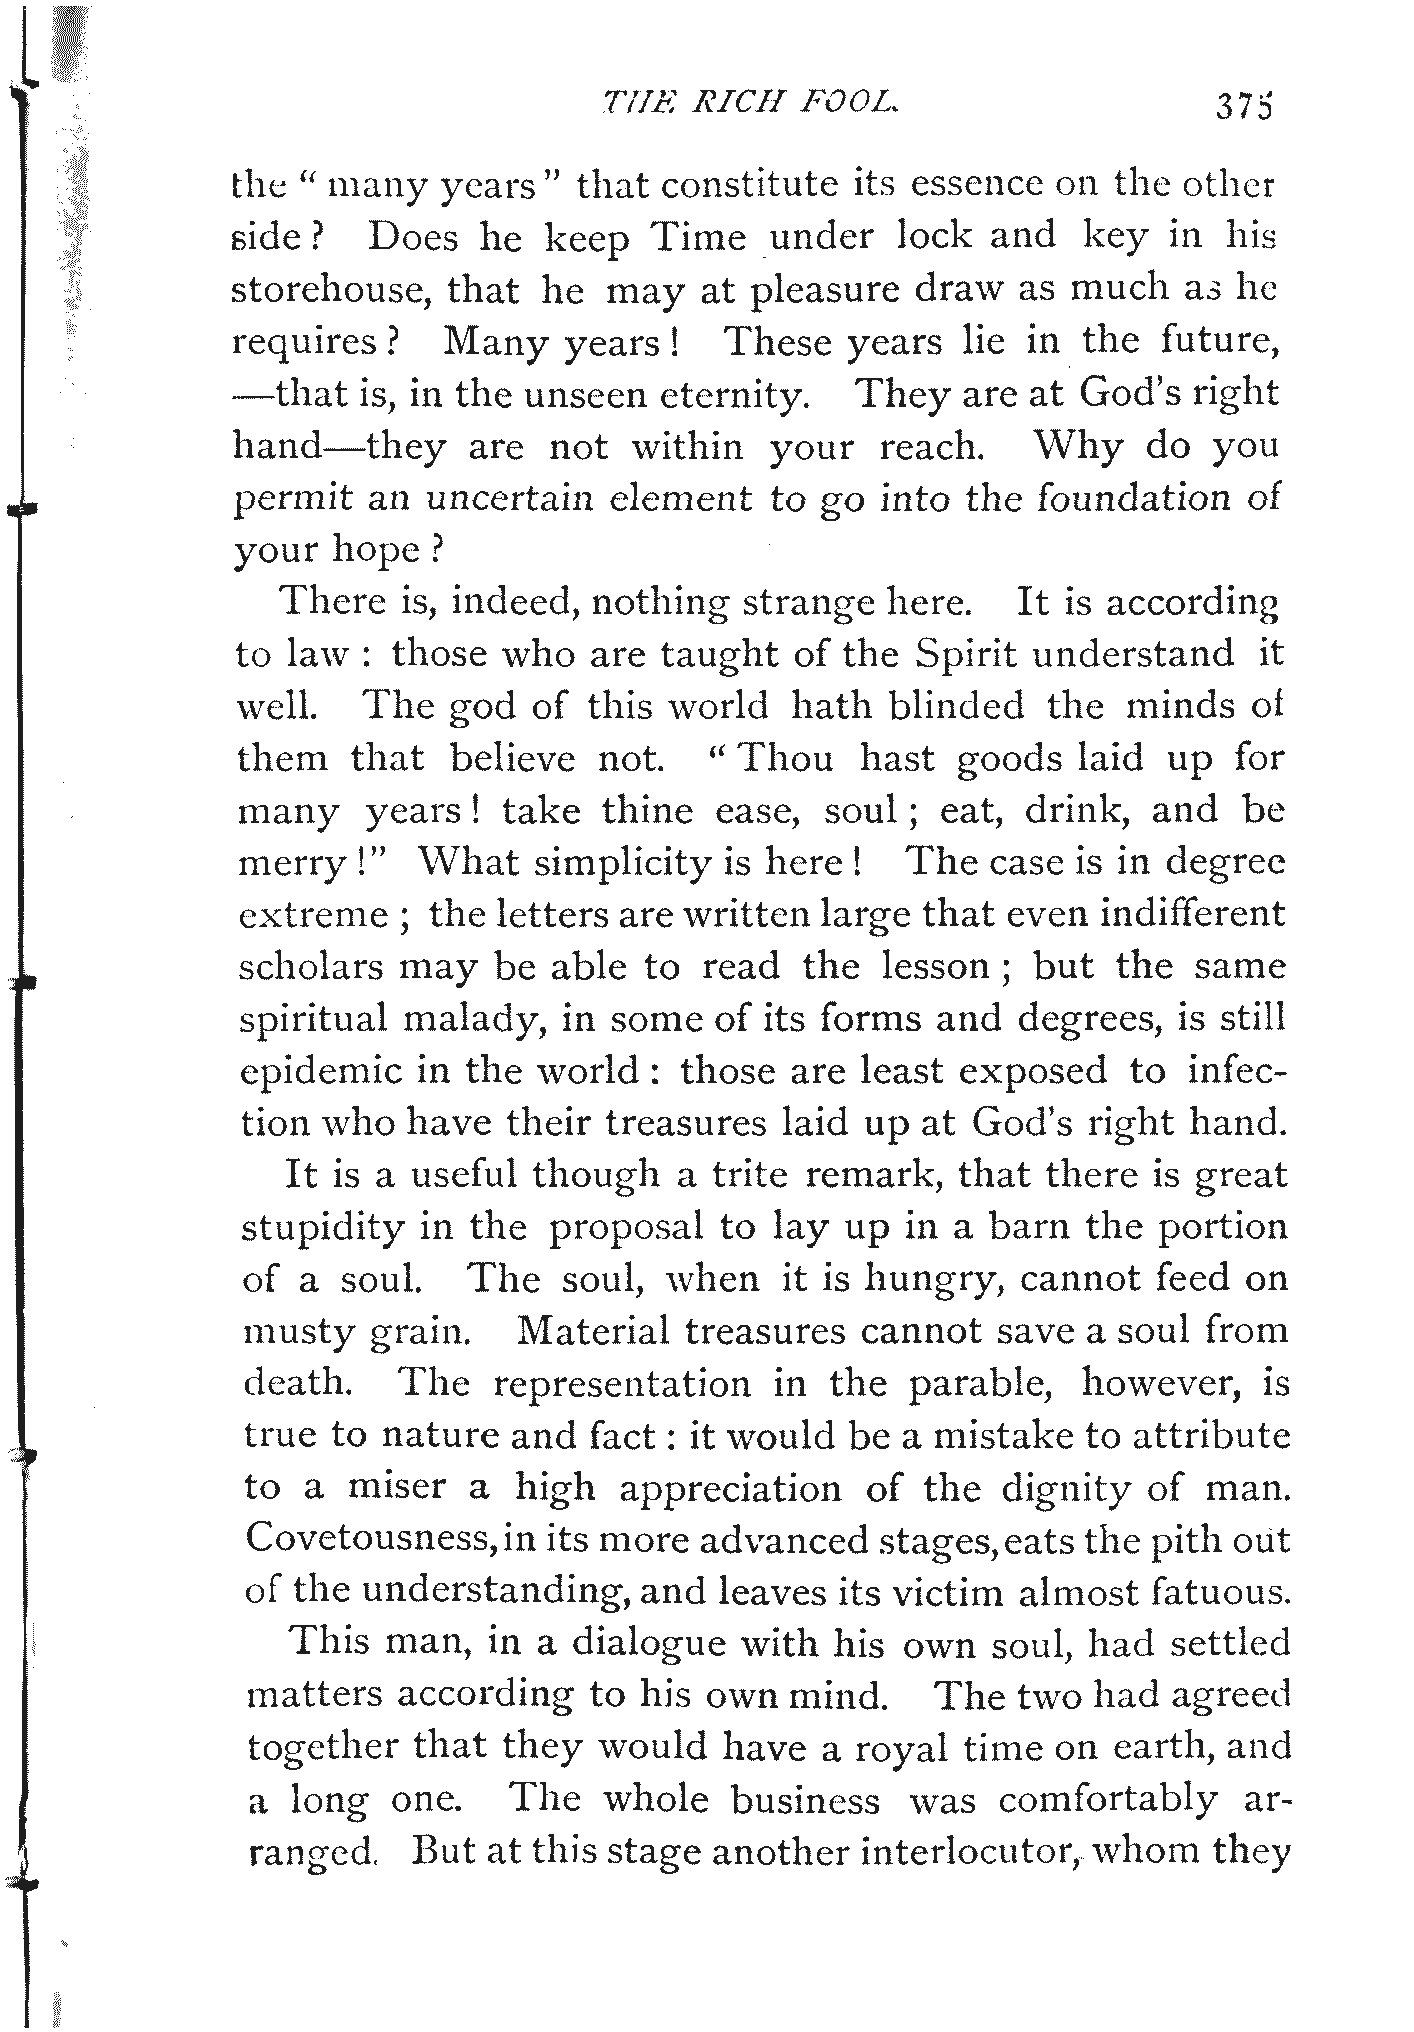 THE RICH FOOL. 375
the " many years " that constitute its essence on the other
side ? Does he keep Time under lock and key in his
storehouse, that he may at pleasure draw as much as he
requires ? Many years ! These years lie in the future,
—that is, in the unseen eternity. They are at God's right
hand—they are not within your reach. Why do you
permit an uncertain element to go into the foundation of
your hope ?
There is, indeed, nothing strange here. It is according
to law : those who are taught of the Spirit understand it
well. The god of this world hath blinded the minds of
them that believe not. " Thou hast goods laid up for
many years ! take thine ease, soul ; eat, drink, and be
merry !" What simplicity is here ! The case is in degree
extreme ; the letters are written large that even indifferent
scholars may be able to read the lesson ; but the same
spiritual malady, in some of its forms and degrees, is still
epidemic in the world : those are least exposed to infec-
tion who have their treasures laid up at God's right hand.
It is a useful though a trite remark, that there is great
stupidity in the proposal to lay up in a barn the portion
of a soul. The soul, when it is hungry, cannot feed on
musty grain. Material treasures cannot save a soul from
death. The representation in the parable, however, is
true to nature and fact : it would be a mistake to attribute
to a miser a high appreciation of the dignity of man.
Covetousness, in its more advanced stages, eats the pith out
of the understanding, and leaves its victim almost fatuous.
This man, in a dialogue with his own soul, had settled
matters according to his own mind. The two had agreed
together that they would have a royal time on earth, and
a long one. The whole business was comfortably ar-
ranged. But at this stage another interlocutor, whom they